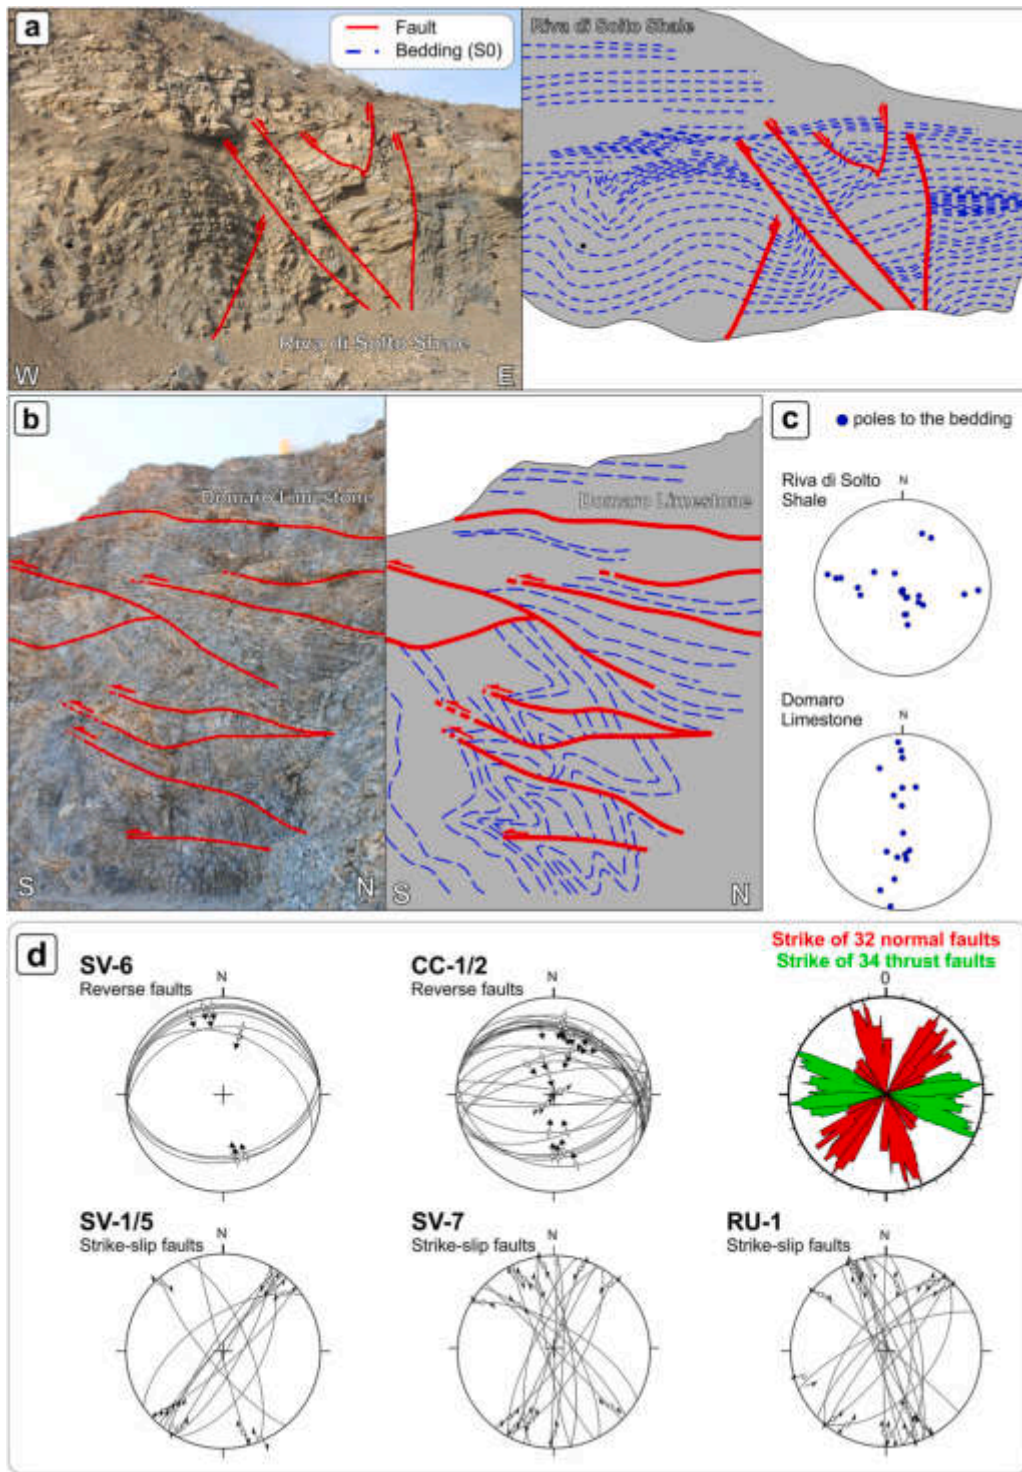 a
Fault
Bedding (S0)
Riva di Solto Shale
Riva di Solto Shale
W
E
b
Domaro Limestone
Domaro Limestone
S
N
S
N
c
poles to the bedding
Riva di Solto
Shale
N
Domaro
Limestone
N
d
SV-6
Reverse faults
N
CC-1/2
Reverse faults
N
Strike of 32 normal faults
Strike of 34 thrust faults
0
SV-1/5
Strike-slip faults
N
SV-7
Strike-slip faults
N
RU-1
Strike-slip faults
N